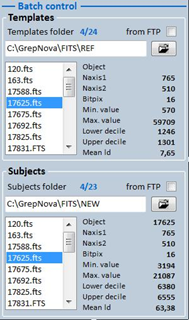 Batch control
Templates
Templates folder 4/24 from FTP
C:\GrepNova\FITS\REF
120.fts
163.fts
17588.fts
17625.fts
17675.fts
17692.fts
17825.fts
17831.FTS
Object
Naxis1 765
Naxis2 510
Bitpix 16
Min. value 570
Max. value 59709
Lower decile 1246
Upper decile 1301
Mean ld 7,65
Subjects
Subjects folder 4/23 from FTP
C:\GrepNova\FITS\NEW
120.fts
163.fts
17588.fts
17625.fts
17675.fts
17692.fts
17825.fts
17831.FTS
Object 17625
Naxis1 765
Naxis2 510
Bitpix 16
Min. value 3194
Max. value 21087
Lower decile 6380
Upper decile 6555
Mean ld 63,38